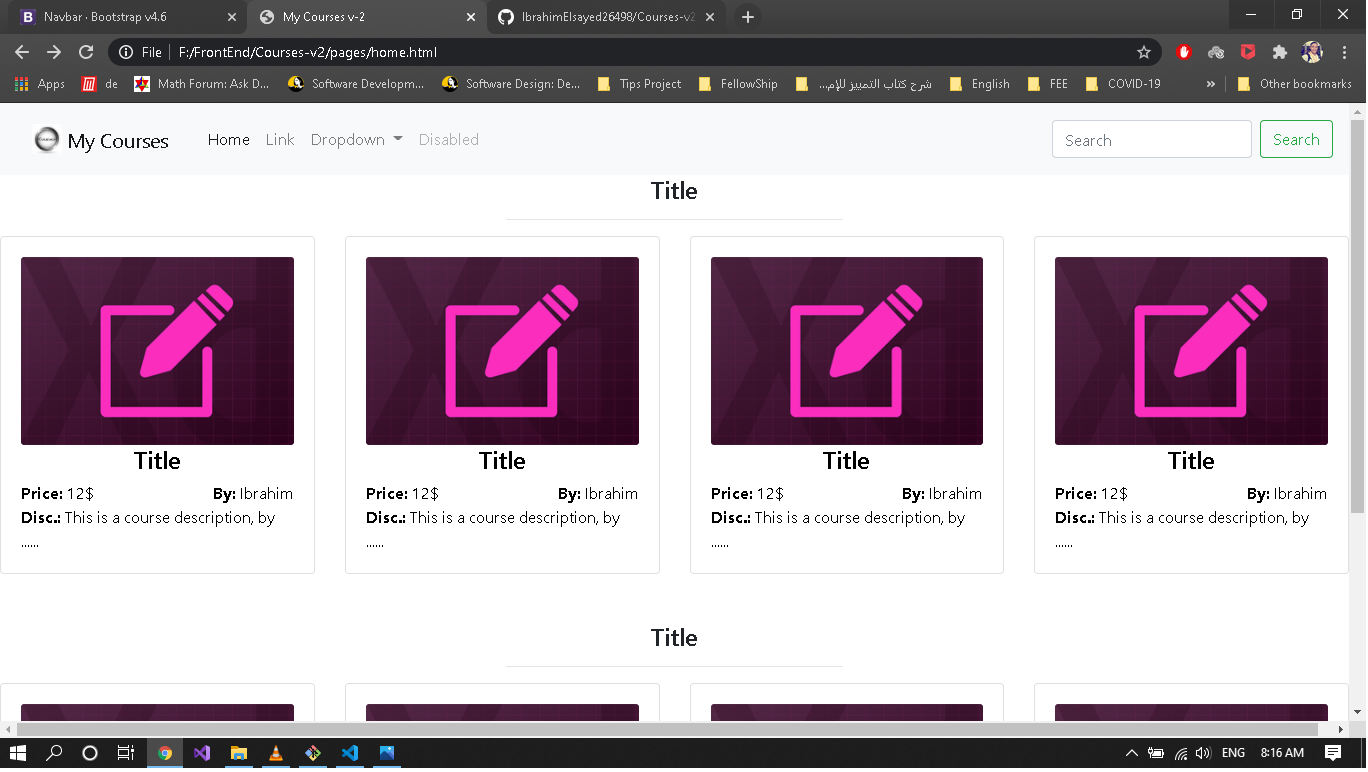 Navbar · Bootstrap v4.6
My Courses v-2
IbrahimElsayed26498/Courses-v2
File
F:/FrontEnd/Courses-v2/pages/home.html
Apps
de
Math Forum: Ask D...
Software Developm...
Software Design: De...
Tips Project
FellowShip
شرح كتاب التمييز للإم...
English
FEE
COVID-19
»
Other bookmarks
My Courses
Home
Link
Dropdown
Disabled
Search
Search
Title
Title
Price: 12$ By: Ibrahim
Disc.: This is a course description, by
......
Title
Price: 12$ By: Ibrahim
Disc.: This is a course description, by
......
Title
Price: 12$ By: Ibrahim
Disc.: This is a course description, by
......
Title
Price: 12$ By: Ibrahim
Disc.: This is a course description, by
......
Title
ENG
8:16 AM